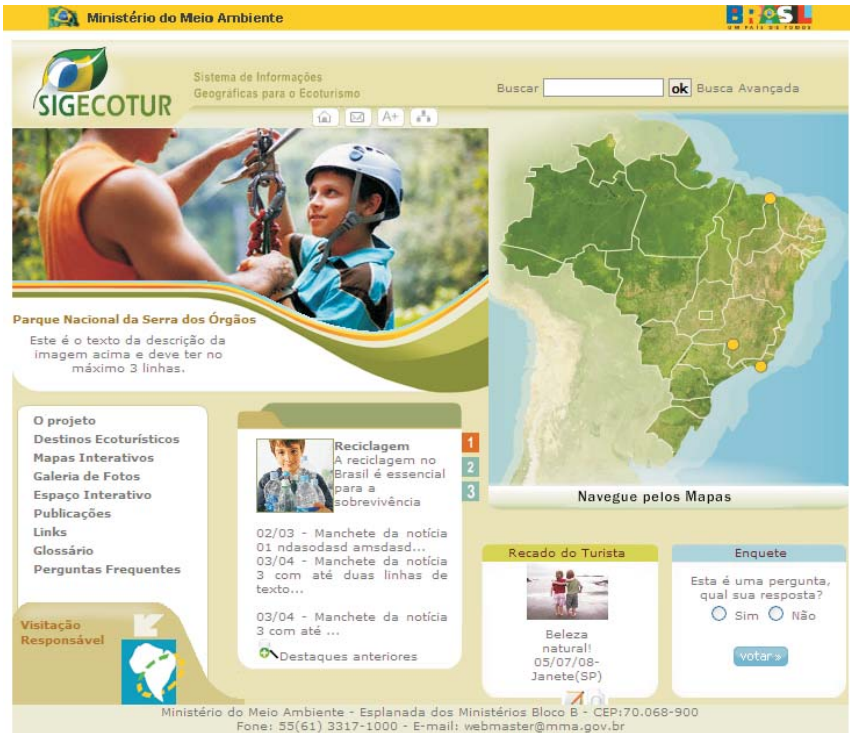 Ministério do Meio Ambiente
BRASIL
UM PAÍS DE TODOS
SIGECOTUR
Sistema de Informações
Geográficas para o Ecoturismo
Buscar
ok
Busca Avançada
A+
Parque Nacional da Serra dos Órgãos
Este é o texto da descrição da
imagem acima e deve ter no
máximo 3 linhas.
Navegue pelos Mapas
O projeto
Destinos Ecoturísticos
Mapas Interativos
Galeria de Fotos
Espaço Interativo
Publicações
Links
Glossário
Perguntas Frequentes
Visitação
Responsável
Reciclagem
A reciclagem no
Brasil é essencial
para a
sobrevivência
1
2
3
02/03 - Manchete da notícia
01 ndasodasd amsdasd...
03/04 - Manchete da notícia
3 com até duas linhas de
texto...
03/04 - Manchete da notícia
3 com até ...
Destaques anteriores
Recado do Turista
Beleza
natural!
05/07/08-
Janete(SP)
Enquete
Esta é uma pergunta,
qual sua resposta?
Sim Não
votar »
Ministério do Meio Ambiente - Esplanada dos Ministérios Bloco B - CEP:70.068-900
Fone: 55(61) 3317-1000 - E-mail: webmaster@mma.gov.br